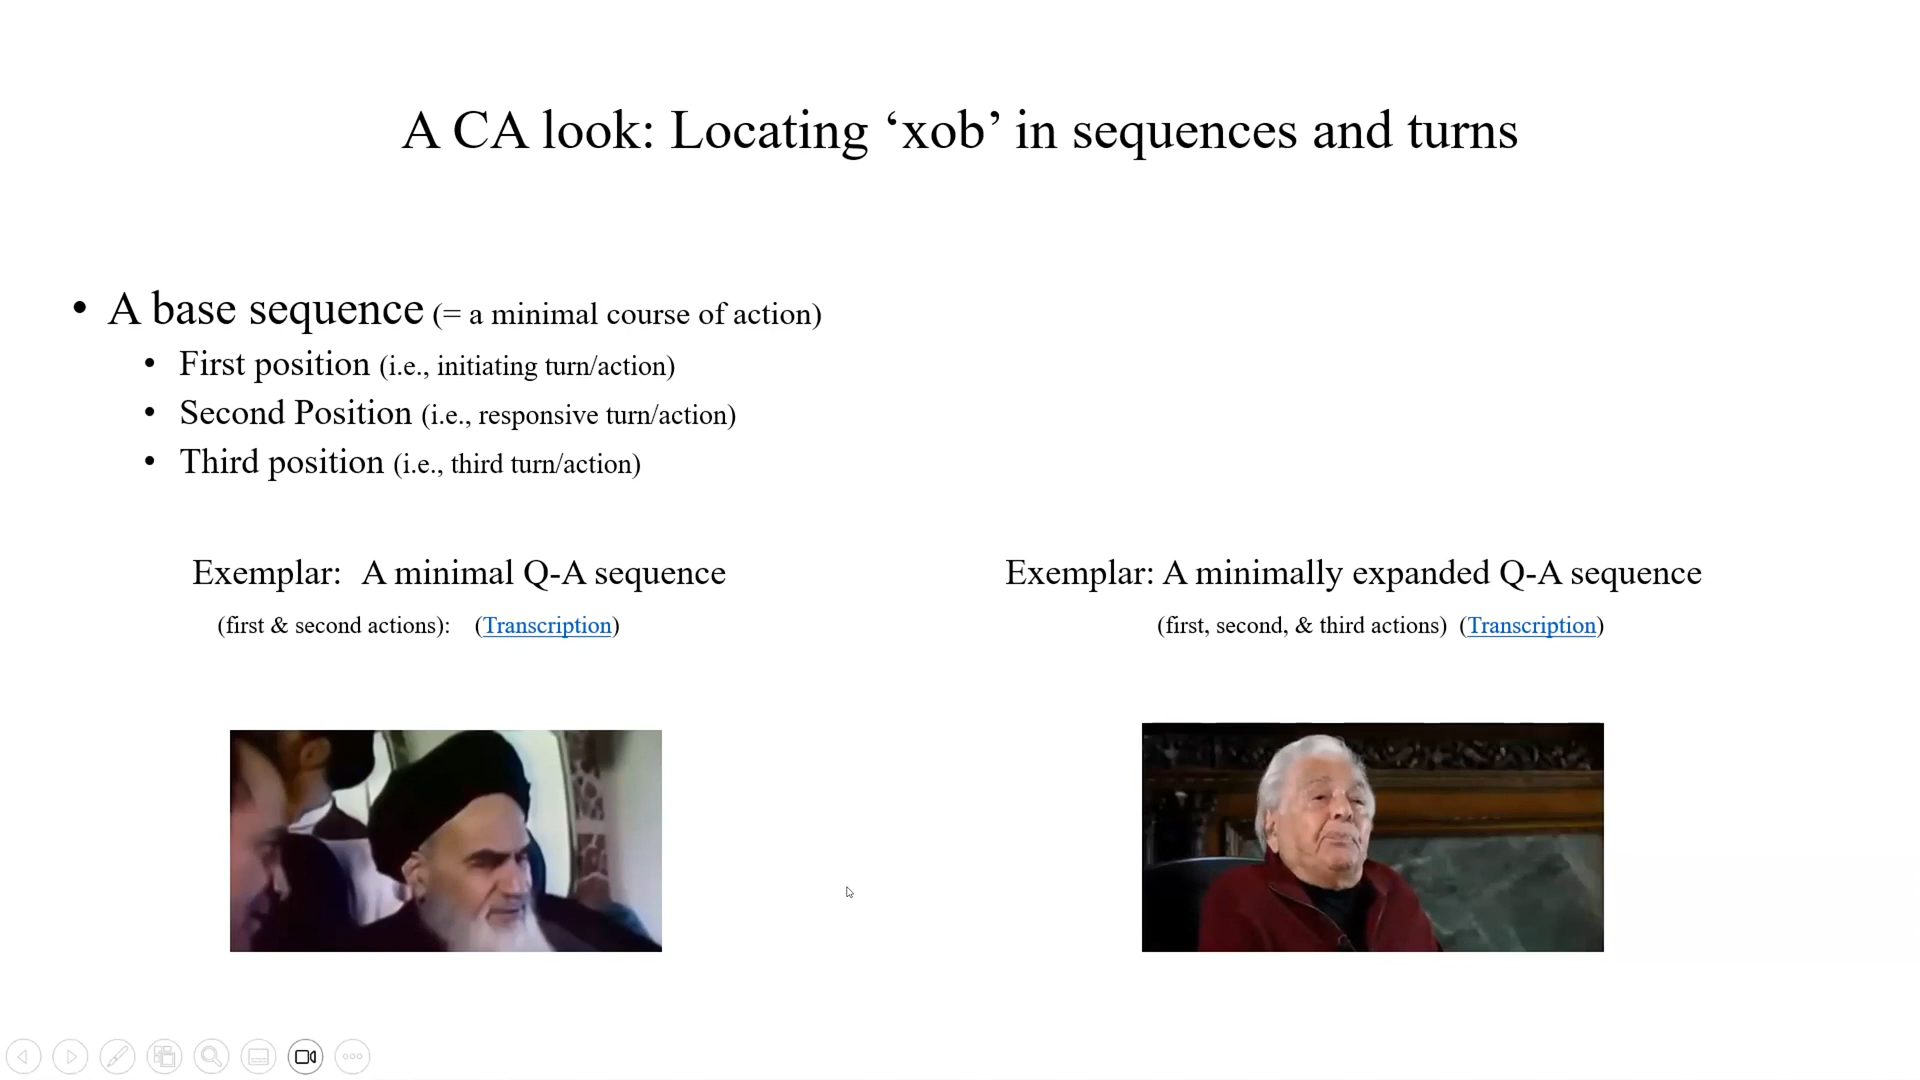 A CA look: Locating ‘xob’ in sequences and turns
• A base sequence (= a minimal course of action)
• First position (i.e., initiating turn/action)
• Second Position (i.e., responsive turn/action)
• Third position (i.e., third turn/action)
Exemplar: A minimal Q-A sequence
(first & second actions): (Transcription)
Exemplar: A minimally expanded Q-A sequence
(first, second, & third actions) (Transcription)